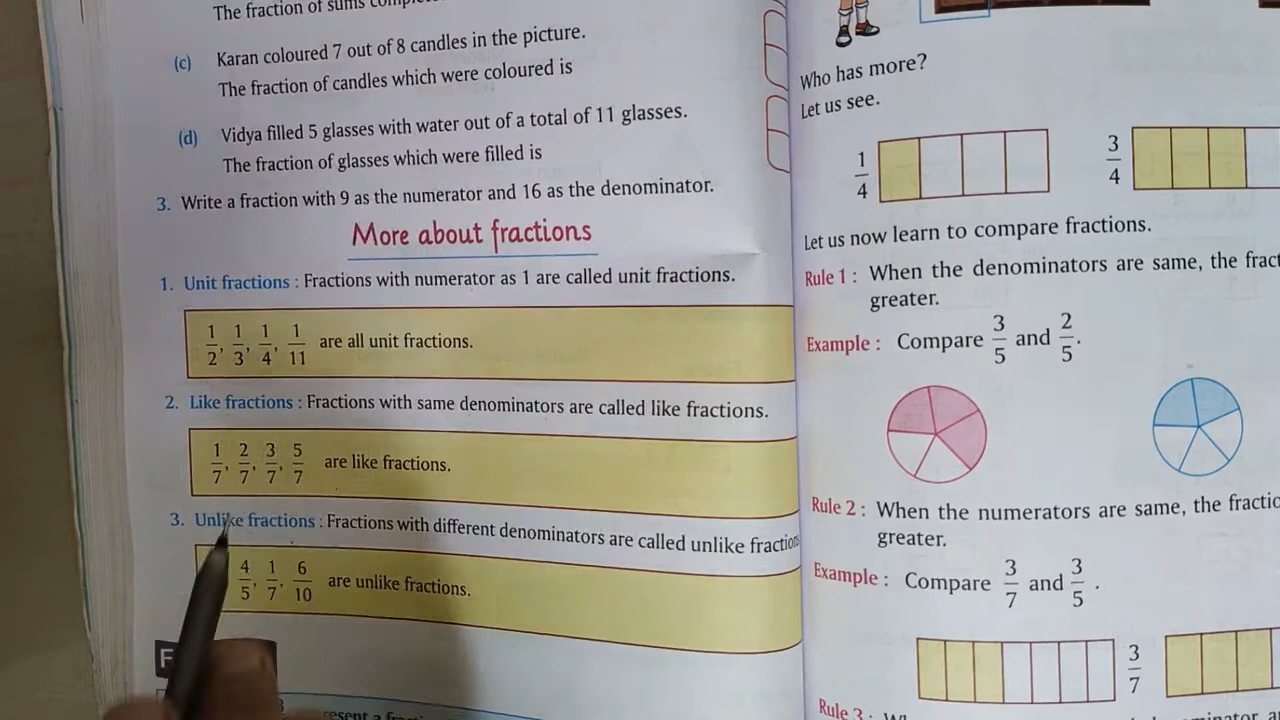 The fraction of sums
(c) Karan coloured 7 out of 8 candles in the picture.
The fraction of candles which were coloured is
(d) Vidya filled 5 glasses with water out of a total of 11 glasses.
The fraction of glasses which were filled is
3. Write a fraction with 9 as the numerator and 16 as the denominator.
More about fractions
1. Unit fractions : Fractions with numerator as 1 are called unit fractions.
1/2, 1/3, 1/4, 1/11 are all unit fractions.
2. Like fractions : Fractions with same denominators are called like fractions.
1/7, 2/7, 3/7, 5/7 are like fractions.
3. Unlike fractions : Fractions with different denominators are called unlike fractions
4/5, 1/7, 6/10 are unlike fractions.
Who has more?
Let us see.
1/4 3/4
Let us now learn to compare fractions.
Rule 1 : When the denominators are same, the fract
greater.
Example : Compare 3/5 and 2/5.
Rule 2 : When the numerators are same, the fractio
greater.
Example : Compare 3/7 and 3/5 .
3/7
Rule 3 :